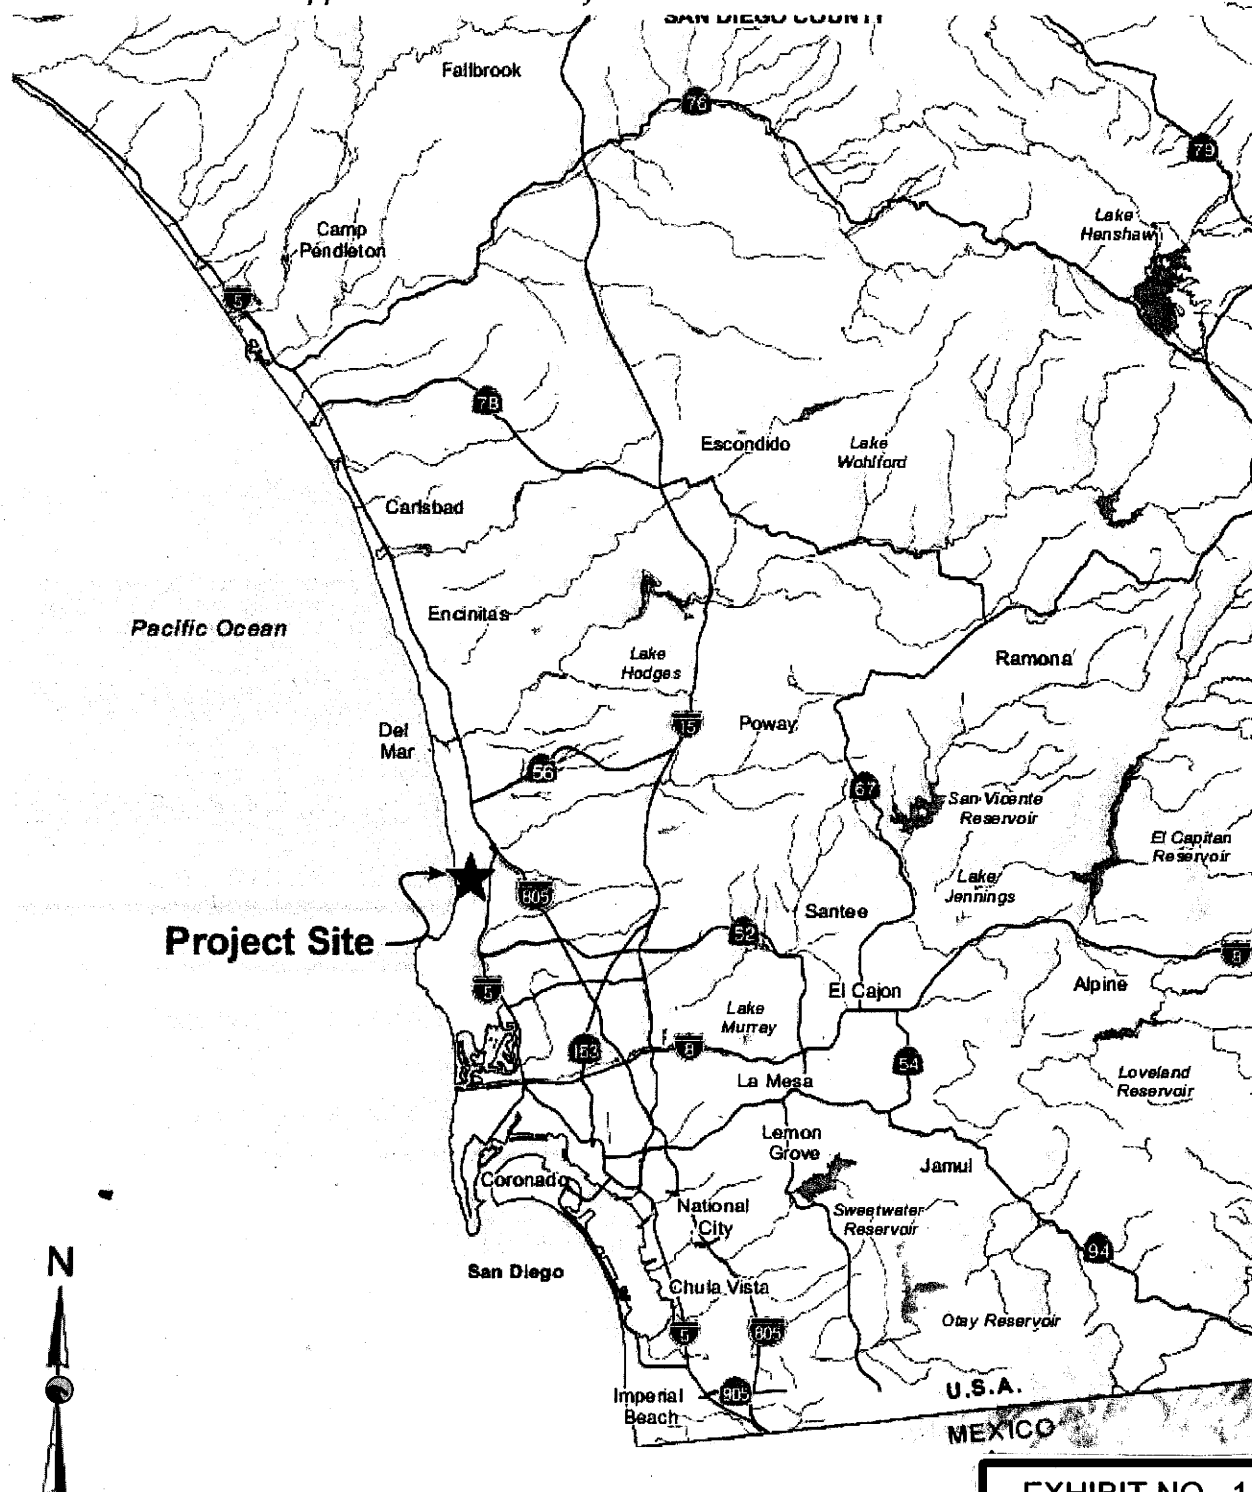 SAN DIEGO COUNTY
Fallbrook
76
79
Camp
Pendleton
Lake
Henshaw
5
78
Escondido
Lake
Wohlford
Carlsbad
Encinitas
Pacific Ocean
Lake
Hodges
Ramona
Del
Mar
15
Poway
56
67
San Vicente
Reservoir
El Capitan
Reservoir
Lake
Jennings
805
Santee
Project Site
52
8
5
El Cajon
Alpine
Lake
Murray
163
8
54
La Mesa
Loveland
Reservoir
Lemon
Grove
Jamul
Coronado
National
City
Sweetwater
Reservoir
94
N
San Diego
Chula Vista
Otay Reservoir
5
805
905
Imperial
Beach
U.S.A.
MEXICO
EXHIBIT NO. 1